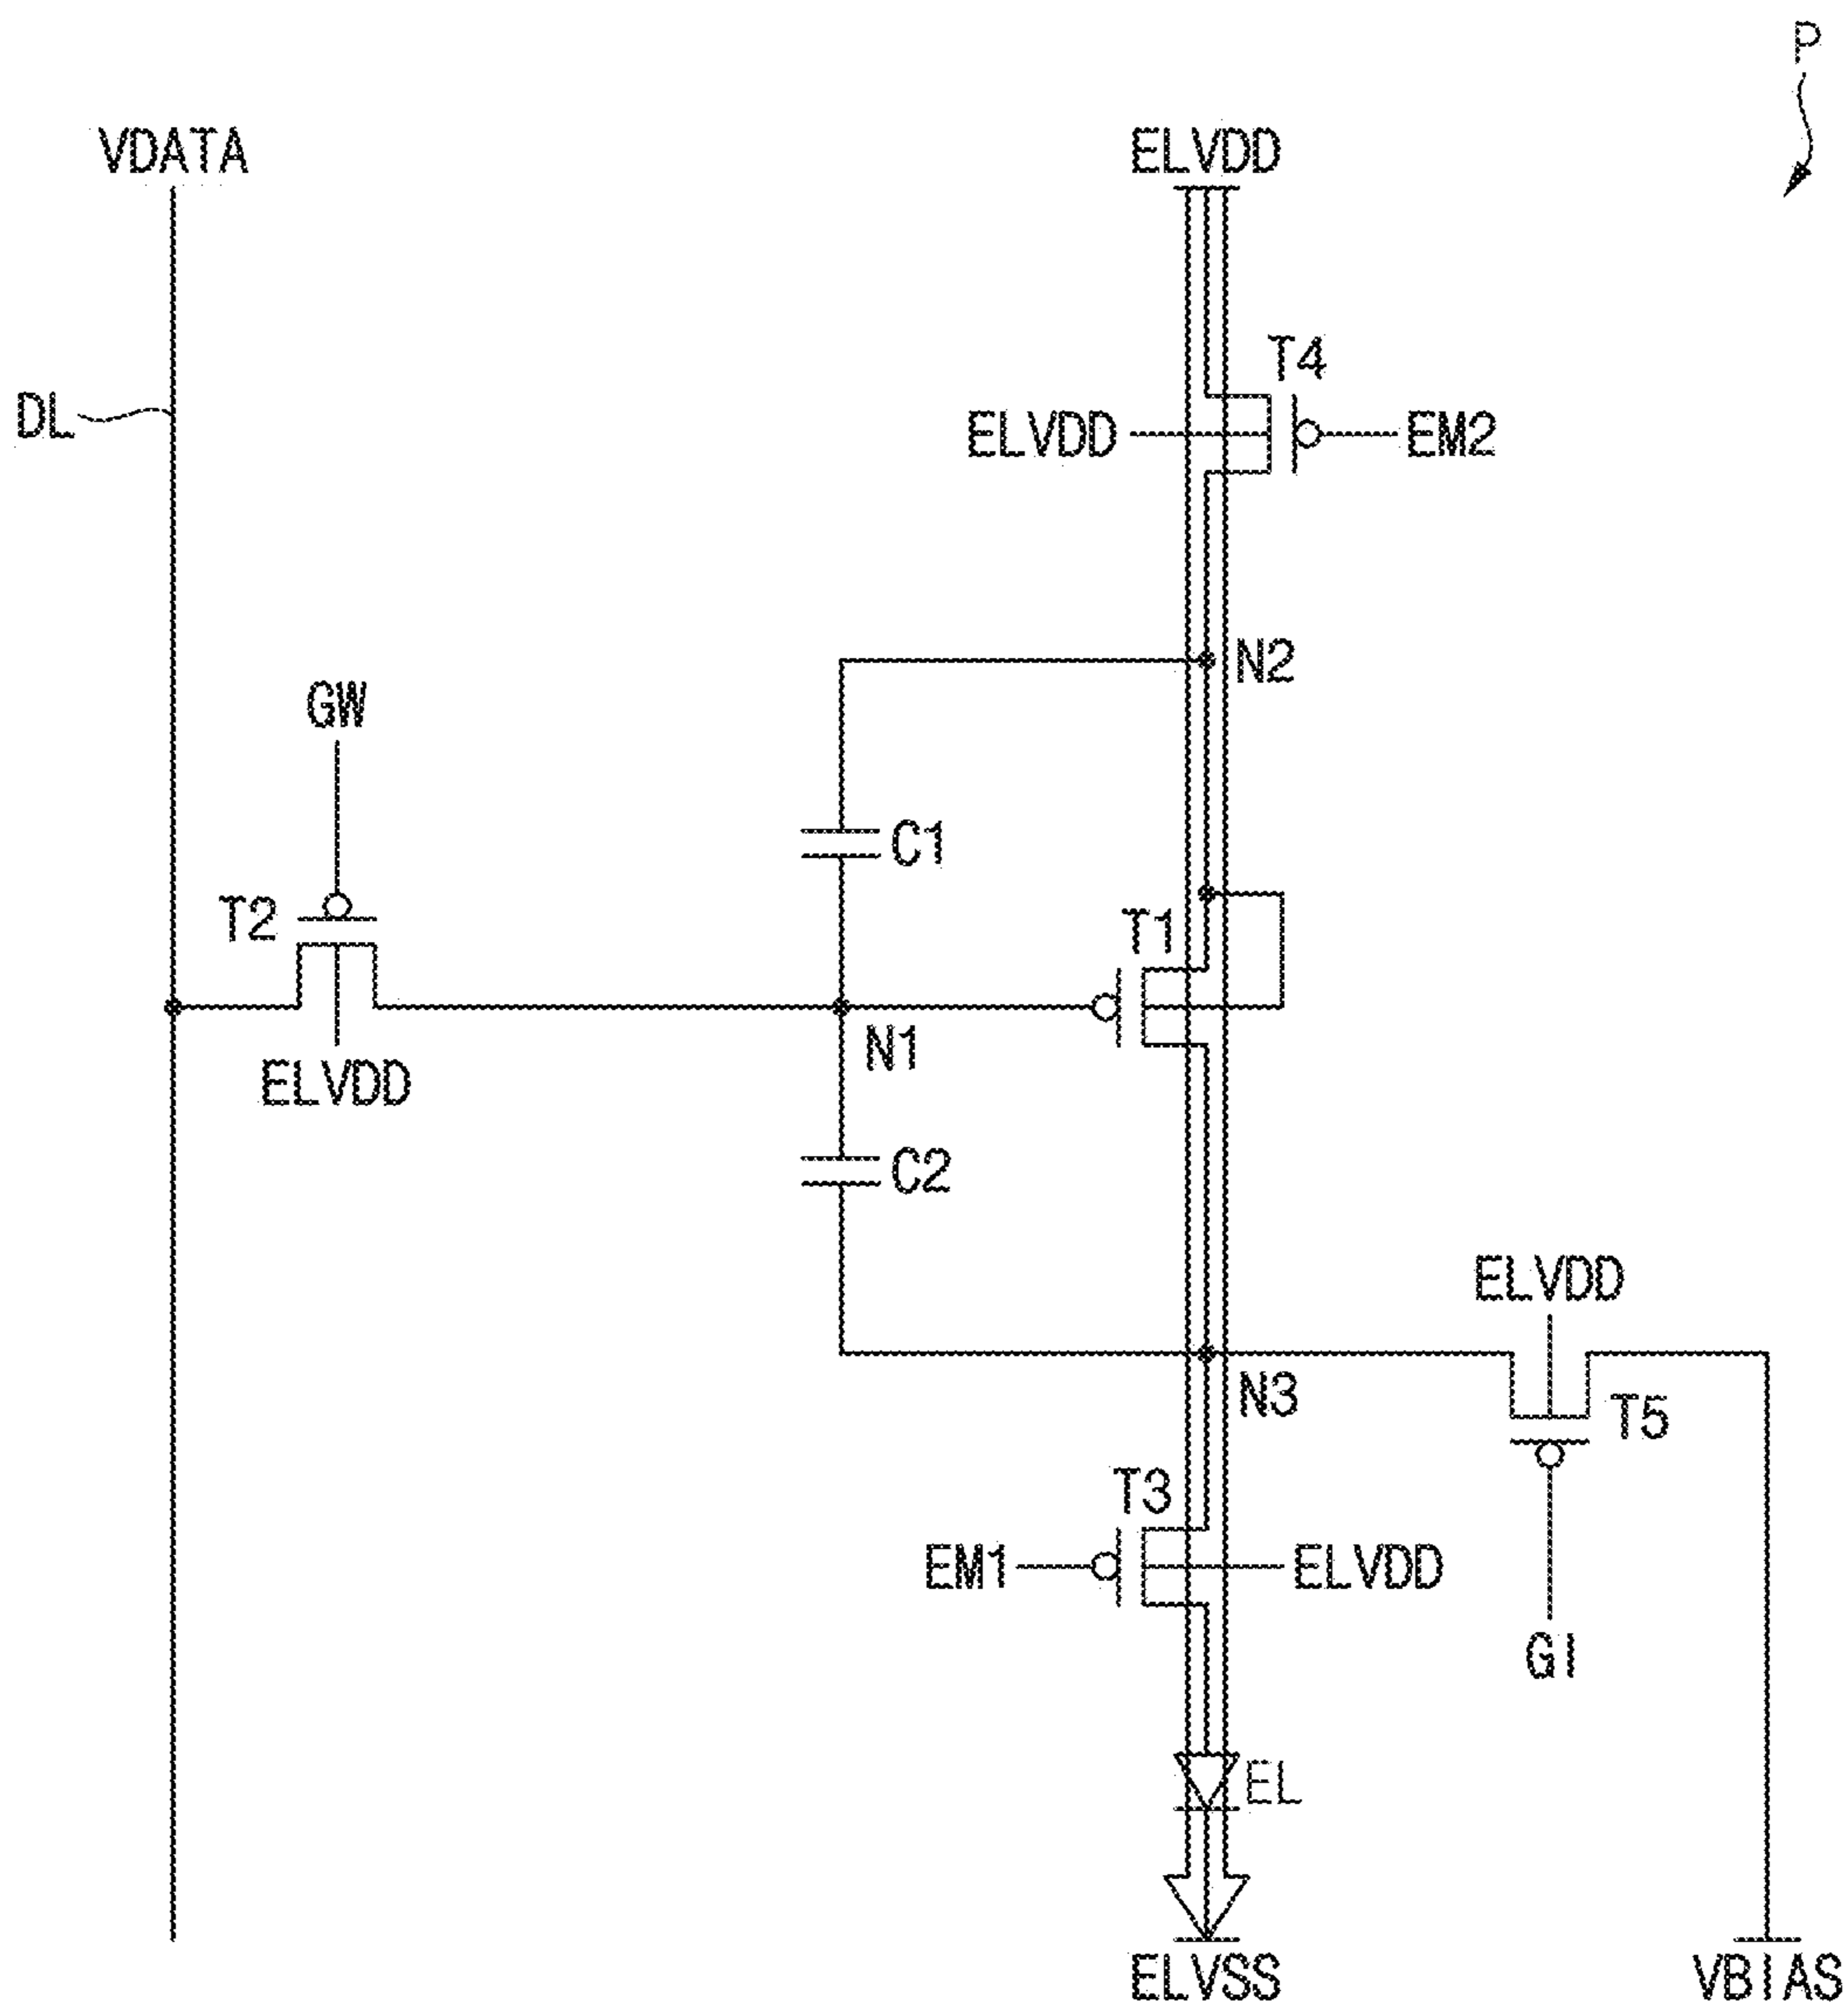 P
VDATA
ELVDD
T4
DL
ELVDD
EM2
N2
GW
C1
T2
T1
N1
ELVDD
C2
ELVDD
N3
T5
T3
EM1
ELVDD
GI
EL
ELVSS
VBIAS